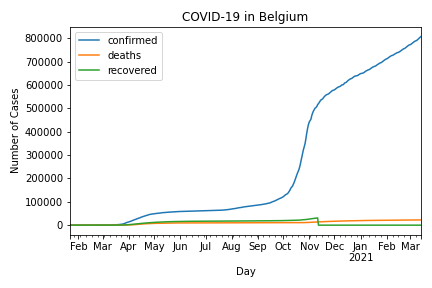 COVID-19 in Belgium
confirmed
deaths
recovered
Number of Cases
800000
700000
600000
500000
400000
300000
200000
100000
0
Feb Mar Apr May Jun Jul Aug Sep Oct Nov Dec Jan Feb Mar
2021
Day